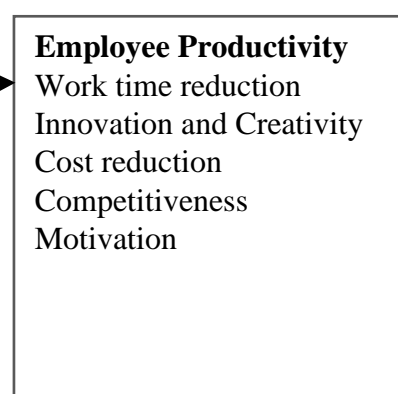 Employee Productivity
Work time reduction
Innovation and Creativity
Cost reduction
Competitiveness
Motivation